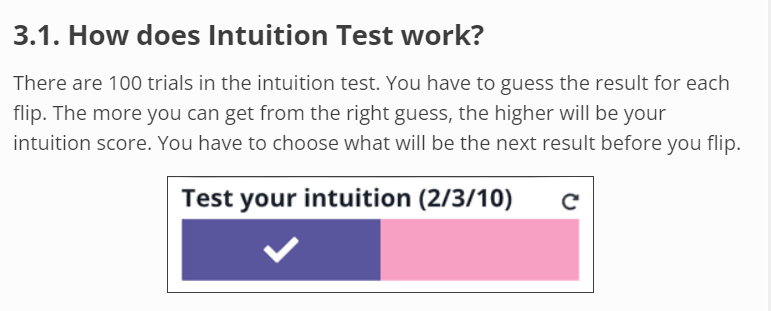 3.1. How does Intuition Test work?
There are 100 trials in the intuition test. You have to guess the result for each
flip. The more you can get from the right guess, the higher will be your
intuition score. You have to choose what will be the next result before you flip.
Test your intuition (2/3/10)